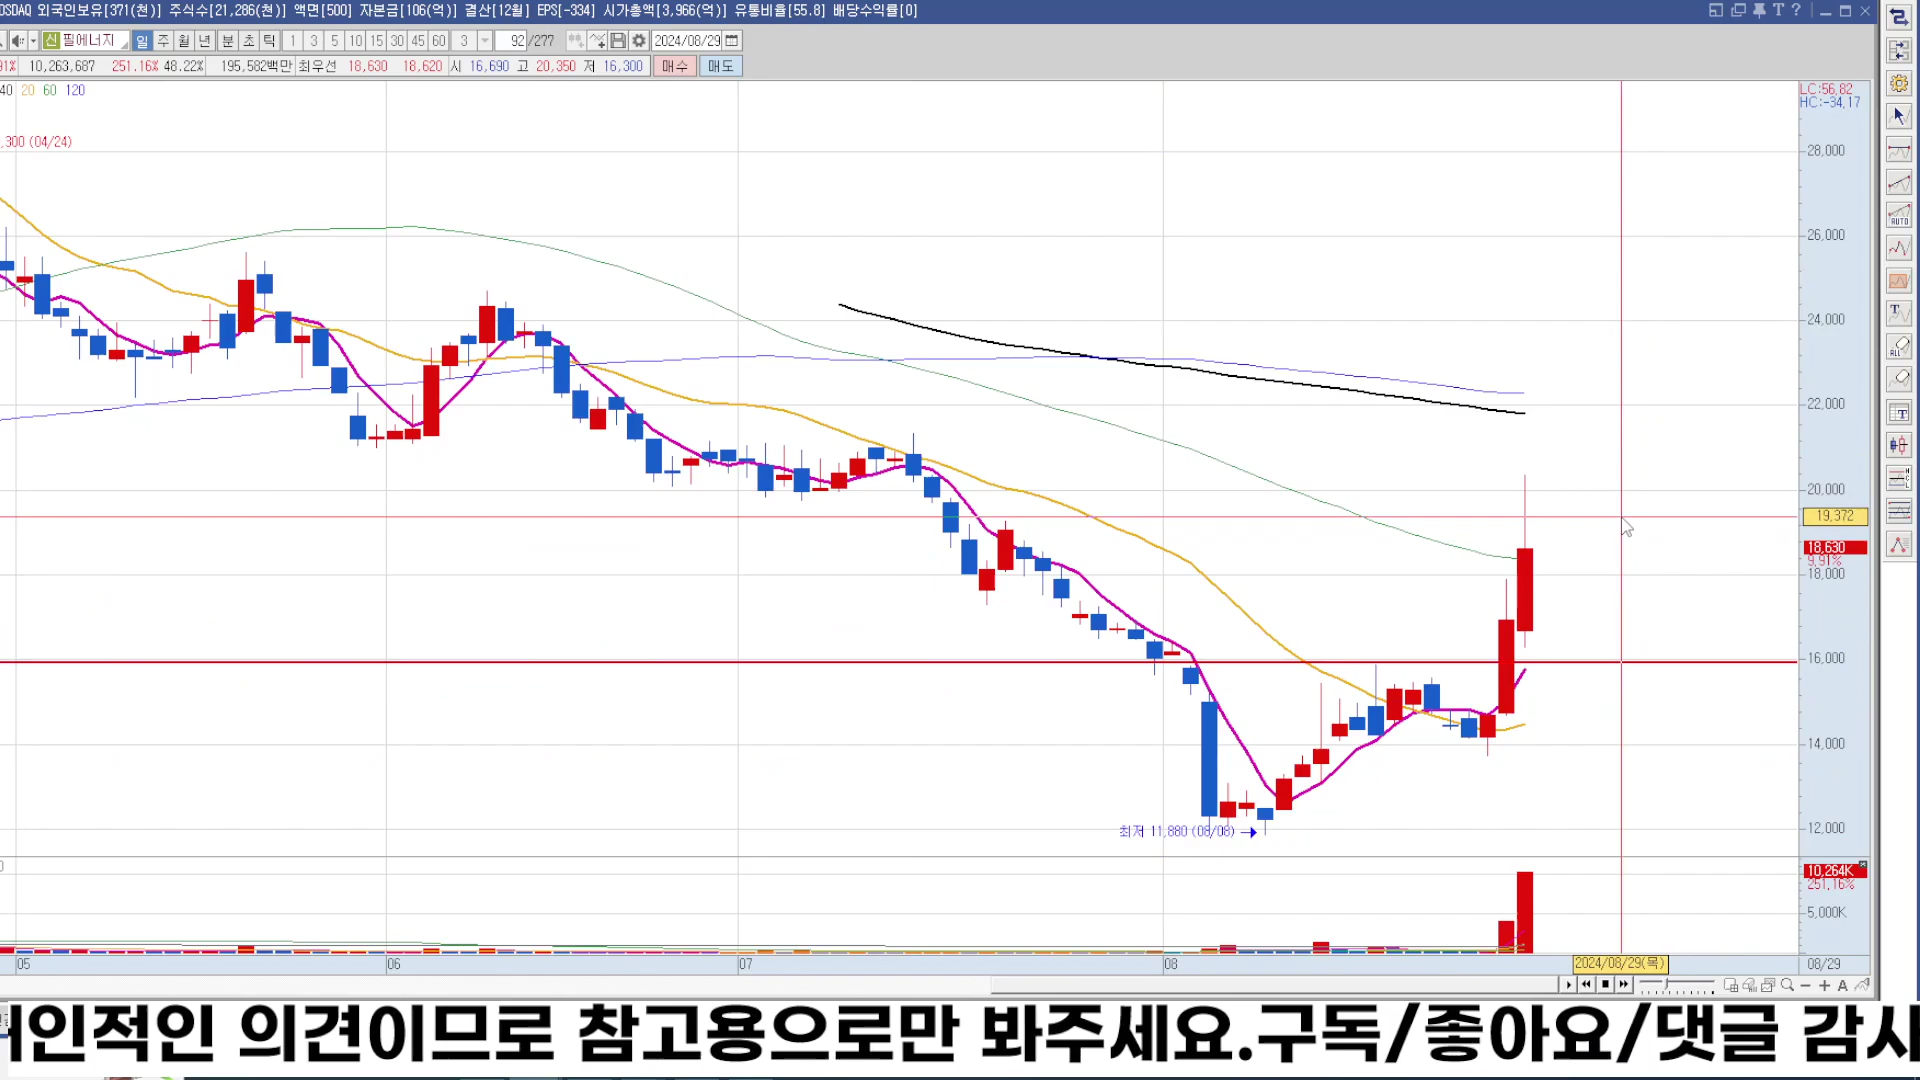 OSDAQ 외국인보유[371(천)] 주식수[21,286(천)] 액면[500] 자본금[106(억)] 결산[12월] EPS[-334] 시가총액[3,966(억)] 유통비율[55.8] 배당수익률[0]
신 필에너지 일 주 월 년 분 초 틱 1 3 5 10 15 30 45 60 3 92 /277 2024/08/29
91% 10,263,687 251.16% 48.22% 195,582백만 최우선 18,630 18,620 시 16,690 고 20,350 저 16,300 매수 매도
40 20 60 120
LC:56.82
HC:-34.17
,300 (04/24)
28,000
26,000
24,000
22,000
20,000
19,372
18,630
9.91%
18,000
16,000
14,000
12,000
최저 11,880 (08/08)
10,264K
251.16%
5,000K
05 06 07 08 2024/08/29(목) 08/29
인적인 의견이므로 참고용으로만 봐주세요.구독/좋아요/댓글 감사